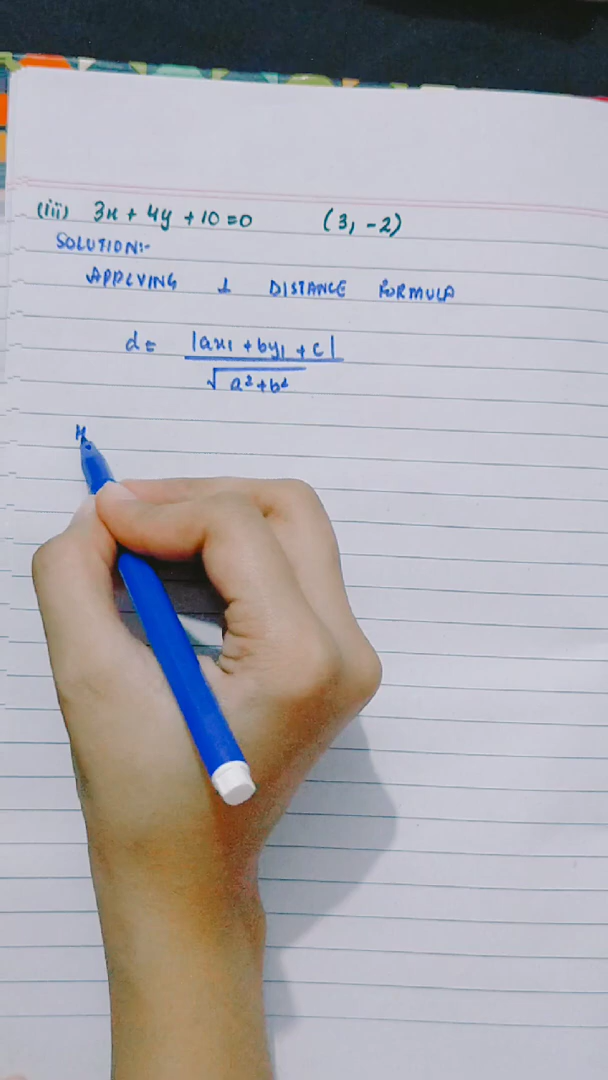 (iii) 3x + 4y + 10 = 0 (3, -2)
SOLUTION:-
APPLYING ⊥ DISTANCE FORMULA
d = |ax₁ + by₁ + c| / √a² + b²